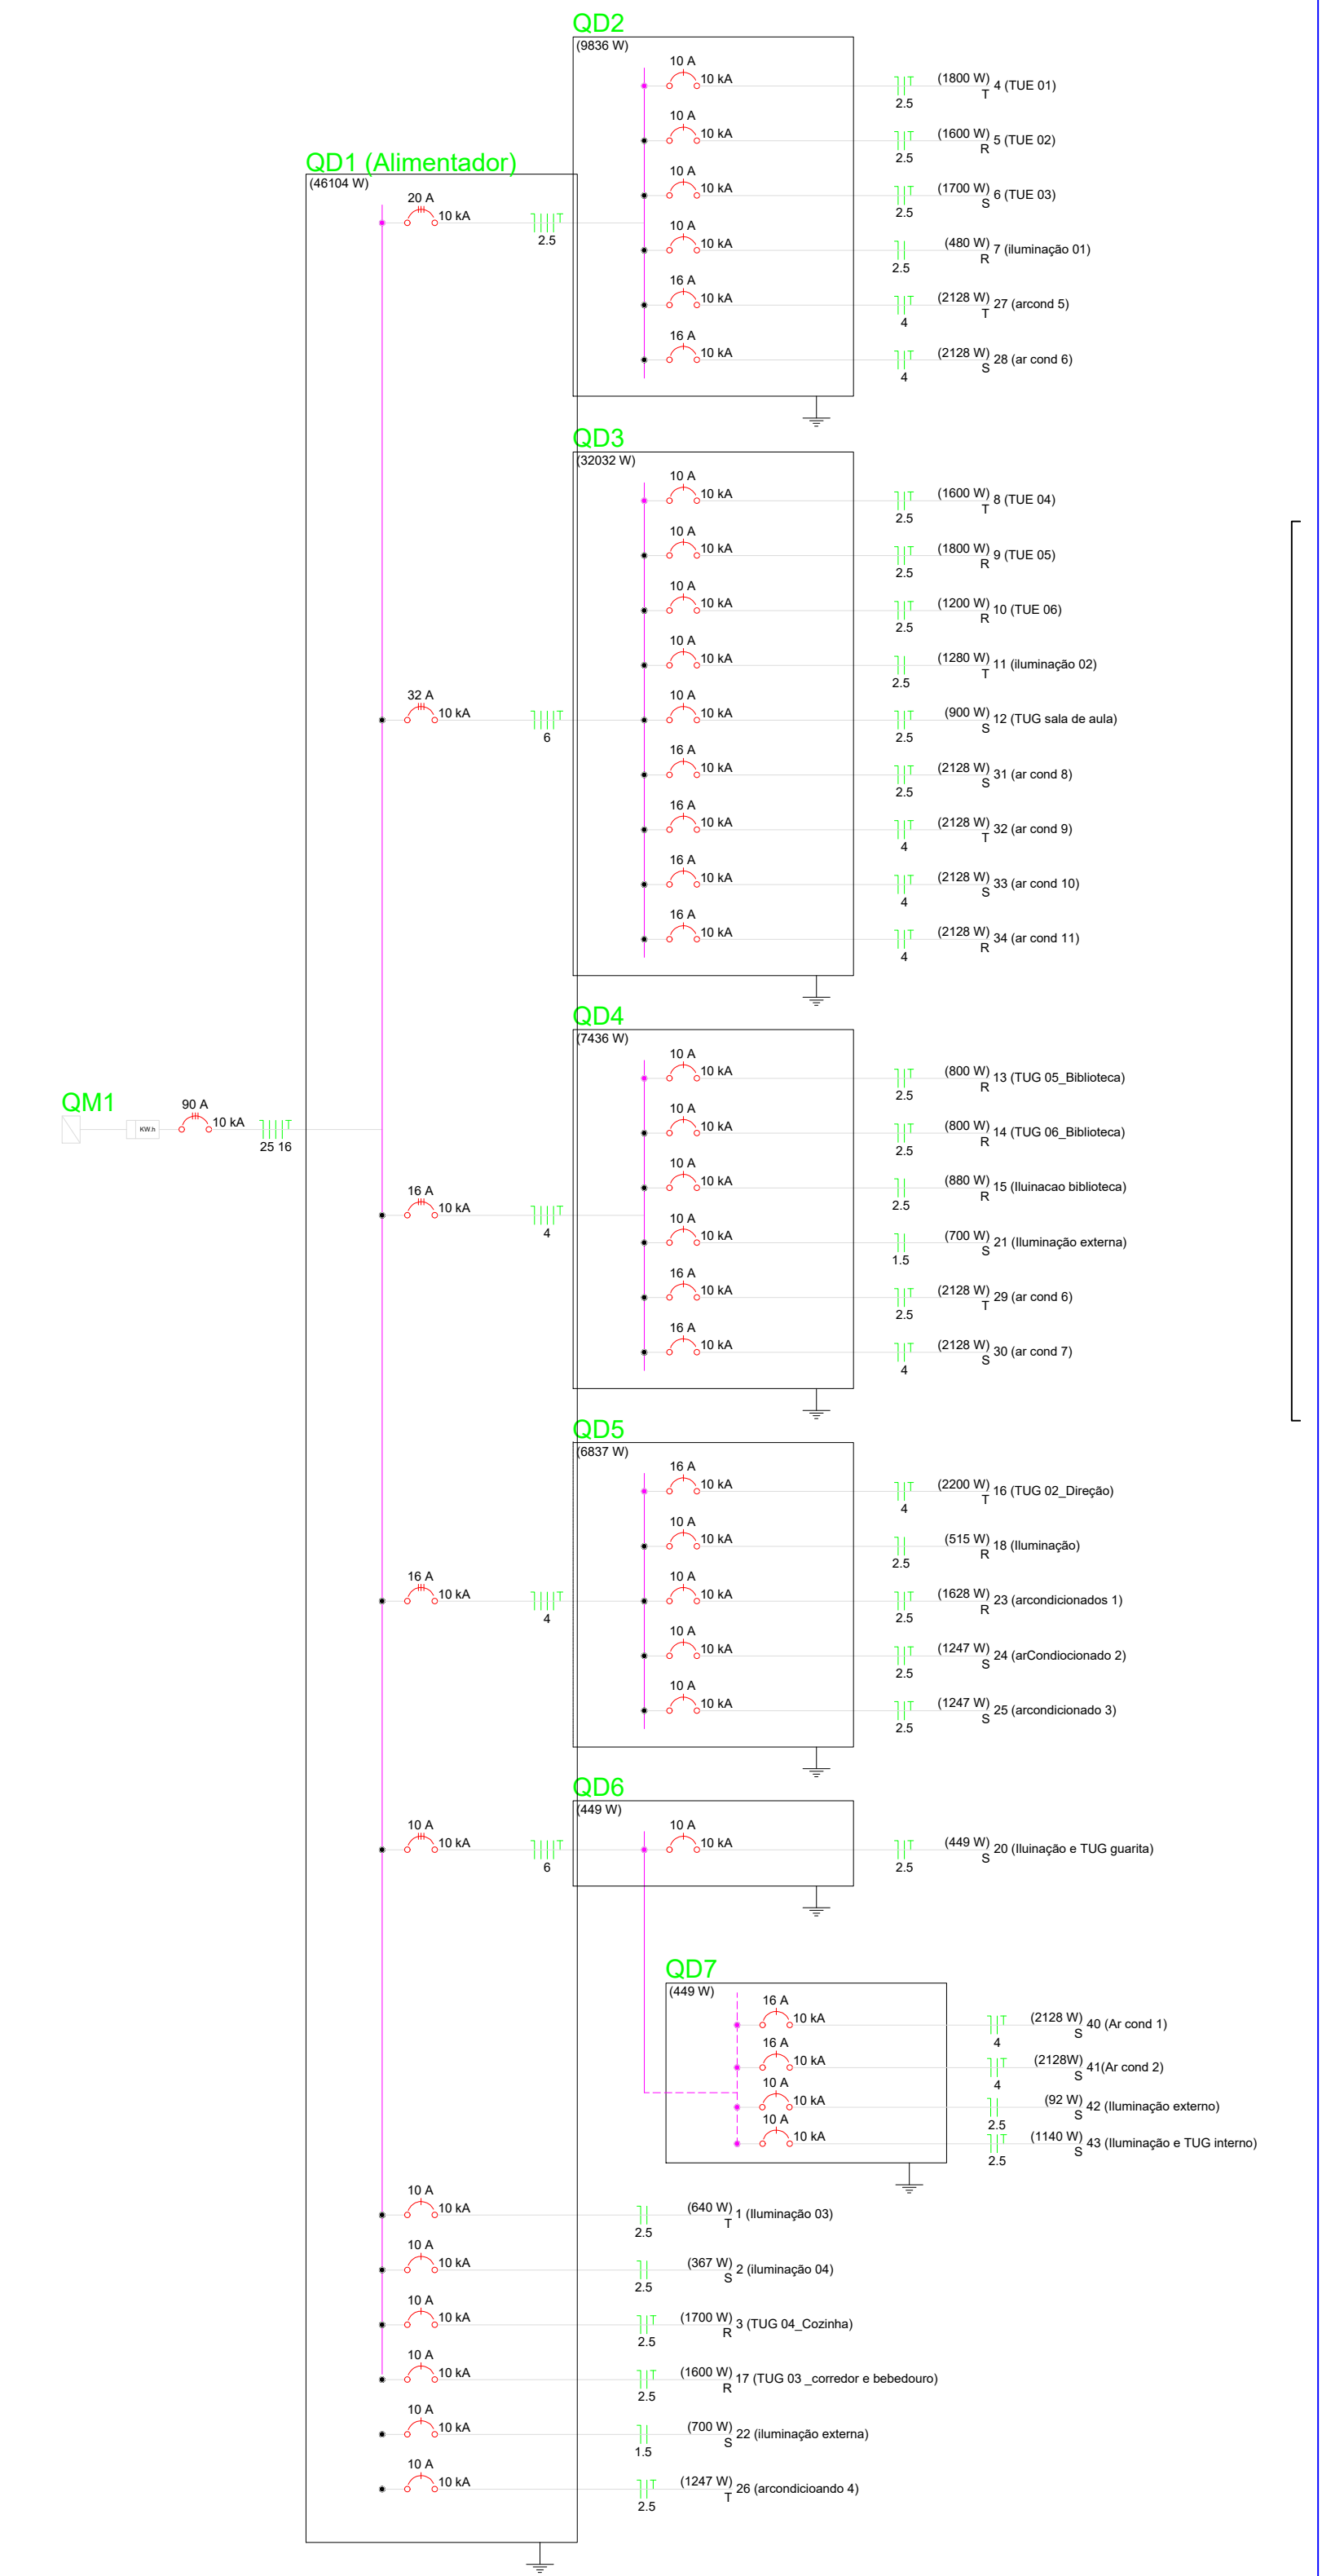 QD2
(9836 W)
10 A
10 kA
2.5
(1800 W)
T
4 (TUE 01)
10 A
10 kA
2.5
(1600 W)
R
5 (TUE 02)
10 A
10 kA
2.5
(1700 W)
S
6 (TUE 03)
10 A
10 kA
2.5
(480 W)
R
7 (iluminação 01)
16 A
10 kA
4
(2128 W)
T
27 (arcond 5)
16 A
10 kA
4
(2128 W)
S
28 (ar cond 6)
QD1 (Alimentador)
(46104 W)
20 A
10 kA
T
2.5
QD3
(32032 W)
10 A
10 kA
2.5
(1600 W)
T
8 (TUE 04)
10 A
10 kA
2.5
(1800 W)
R
9 (TUE 05)
10 A
10 kA
2.5
(1200 W)
R
10 (TUE 06)
10 A
10 kA
2.5
(1280 W)
T
11 (iluminação 02)
32 A
10 kA
T
6
10 A
10 kA
2.5
(900 W)
S
12 (TUG sala de aula)
16 A
10 kA
2.5
(2128 W)
S
31 (ar cond 8)
16 A
10 kA
4
(2128 W)
T
32 (ar cond 9)
16 A
10 kA
4
(2128 W)
S
33 (ar cond 10)
16 A
10 kA
4
(2128 W)
R
34 (ar cond 11)
QD4
(7436 W)
10 A
10 kA
2.5
(800 W)
R
13 (TUG 05_Biblioteca)
QM1
KW.h
90 A
10 kA
T
25 16
10 A
10 kA
2.5
(800 W)
R
14 (TUG 06_Biblioteca)
10 A
10 kA
2.5
(880 W)
R
15 (Iluinacao biblioteca)
16 A
10 kA
T
4
10 A
10 kA
1.5
(700 W)
S
21 (Iluminação externa)
16 A
10 kA
2.5
(2128 W)
T
29 (ar cond 6)
16 A
10 kA
4
(2128 W)
S
30 (ar cond 7)
QD5
(6837 W)
16 A
10 kA
4
(2200 W)
T
16 (TUG 02_Direção)
10 A
10 kA
2.5
(515 W)
R
18 (Iluminação)
16 A
10 kA
T
4
10 A
10 kA
2.5
(1628 W)
R
23 (arcondicionados 1)
10 A
10 kA
2.5
(1247 W)
S
24 (arCondiocionado 2)
10 A
10 kA
2.5
(1247 W)
S
25 (arcondicionado 3)
QD6
(449 W)
10 A
10 kA
T
6
10 A
10 kA
2.5
(449 W)
S
20 (Iluinação e TUG guarita)
QD7
(449 W)
16 A
10 kA
4
(2128 W)
S
40 (Ar cond 1)
16 A
10 kA
4
(2128W)
S
41(Ar cond 2)
10 A
10 kA
2.5
(92 W)
S
42 (Iluminação externo)
10 A
10 kA
2.5
(1140 W)
S
43 (Iluminação e TUG interno)
10 A
10 kA
2.5
(640 W)
T
1 (Iluminação 03)
10 A
10 kA
2.5
(367 W)
S
2 (iluminação 04)
10 A
10 kA
2.5
(1700 W)
R
3 (TUG 04_Cozinha)
10 A
10 kA
2.5
(1600 W)
R
17 (TUG 03 _corredor e bebedouro)
10 A
10 kA
1.5
(700 W)
S
22 (iluminação externa)
10 A
10 kA
2.5
(1247 W)
T
26 (arcondicioando 4)